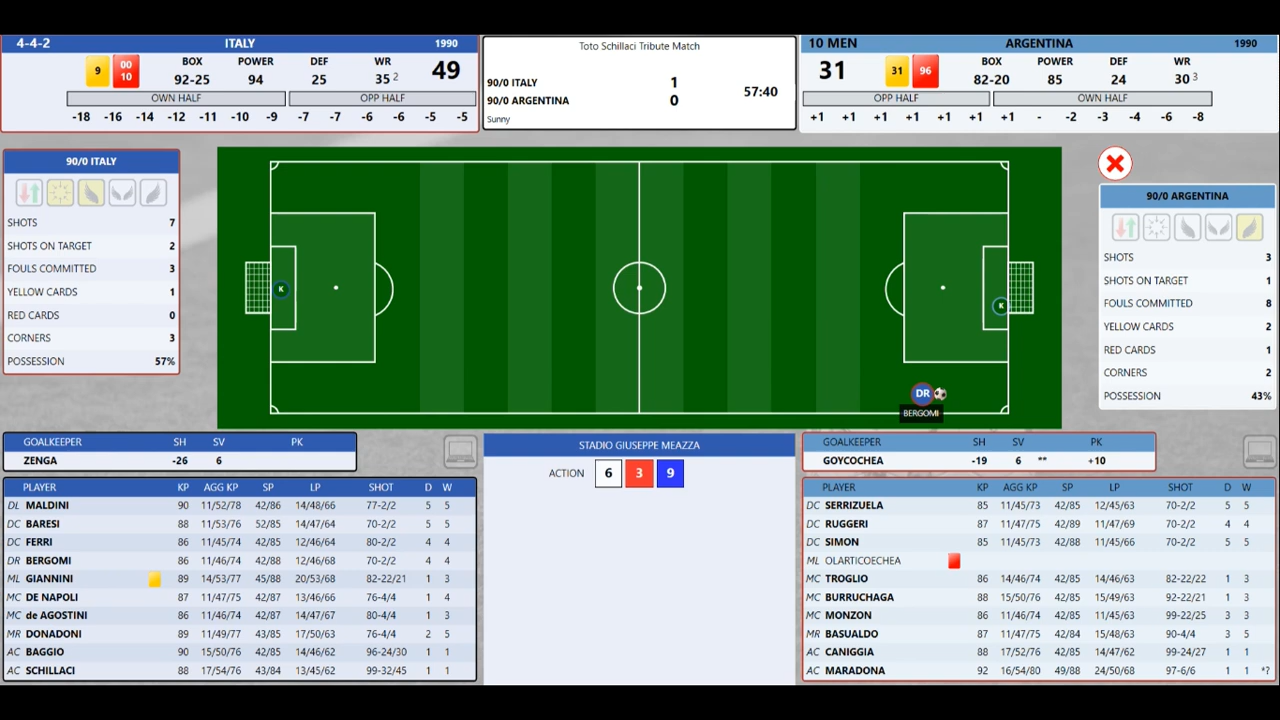 4-4-2 ITALY 1990
9 00 10 BOX 92-25 POWER 94 DEF 25 WR 35 2 49
OWN HALF OPP HALF
-18 -16 -14 -12 -11 -10 -9 -7 -7 -6 -6 -5 -5
Toto Schillaci Tribute Match
90/0 ITALY 1
90/0 ARGENTINA 0
57:40
Sunny
10 MEN ARGENTINA 1990
31 31 96 BOX 82-20 POWER 85 DEF 24 WR 30 3
OPP HALF OWN HALF
+1 +1 +1 +1 +1 +1 +1 - -2 -3 -4 -6 -8
90/0 ITALY
SHOTS 7
SHOTS ON TARGET 2
FOULS COMMITTED 3
YELLOW CARDS 1
RED CARDS 0
CORNERS 3
POSSESSION 57%
K
K
DR
BERGOMI
90/0 ARGENTINA
SHOTS 3
SHOTS ON TARGET 1
FOULS COMMITTED 8
YELLOW CARDS 2
RED CARDS 1
CORNERS 2
POSSESSION 43%
GOALKEEPER SH SV PK
ZENGA -26 6
PLAYER KP AGG KP SP LP SHOT D W
DL MALDINI 90 11/52/78 42/86 14/48/66 77-2/2 5 5
DC BARESI 88 11/53/76 52/85 14/47/64 70-2/2 5 5
DC FERRI 86 11/45/74 42/85 12/46/64 80-2/2 4 4
DR BERGOMI 86 11/46/74 42/88 12/46/68 70-2/2 4 4
ML GIANNINI 89 14/53/77 45/88 20/53/68 82-22/21 1 3
MC DE NAPOLI 87 11/47/75 42/87 13/46/66 76-4/4 1 4
MC de AGOSTINI 86 11/46/74 42/87 14/47/67 80-4/4 1 3
MR DONADONI 89 11/49/77 43/85 17/50/63 76-4/4 2 5
AC BAGGIO 90 15/50/76 42/85 14/46/62 96-24/30 1 1
AC SCHILLACI 88 17/54/76 43/84 13/45/62 99-32/45 1 1
STADIO GIUSEPPE MEAZZA
ACTION 6 3 9
GOALKEEPER SH SV PK
GOYCOCHEA -19 6 ** +10
PLAYER KP AGG KP SP LP SHOT D W
DC SERRIZUELA 85 11/45/73 42/85 12/45/63 70-2/2 5 5
DC RUGGERI 87 11/47/75 42/89 11/47/69 70-2/2 4 4
DC SIMON 85 11/45/73 42/88 11/45/66 70-2/2 5 5
ML OLARTICOECHEA
MC TROGLIO 86 14/46/74 42/85 14/46/63 82-22/22 1 3
MC BURRUCHAGA 88 15/50/76 42/85 15/49/63 92-22/21 1 3
MC MONZON 86 11/46/74 42/85 11/45/63 99-22/25 3 3
MR BASUALDO 87 11/47/75 42/84 15/48/63 90-4/4 3 5
AC CANIGGIA 88 17/52/76 42/85 14/47/62 99-24/27 1 1
AC MARADONA 92 16/54/80 49/88 24/50/68 97-6/6 1 1 *?